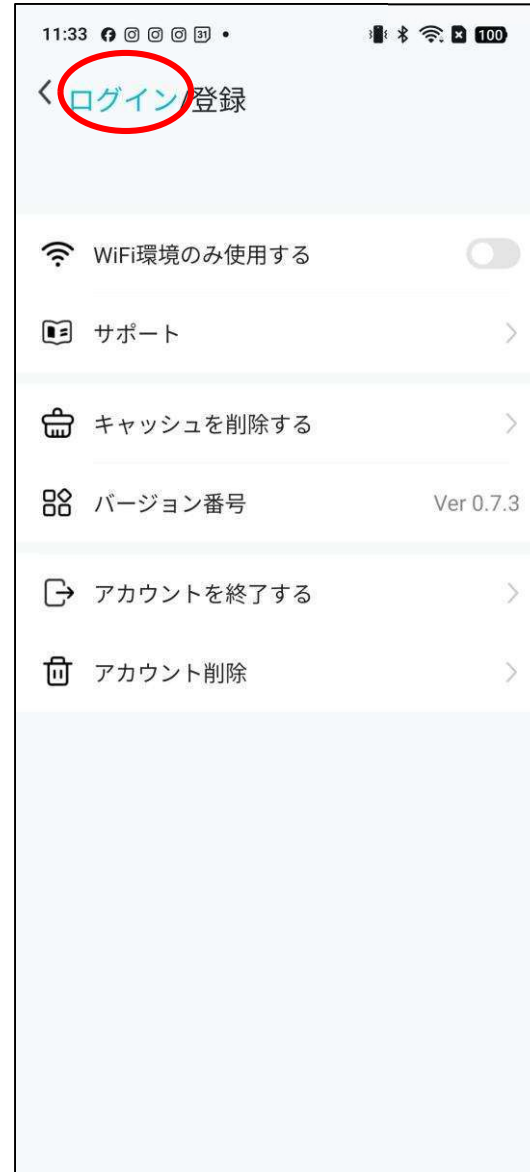 11:33
100
ログイン/登録
WiFi環境のみ使用する
サポート
キャッシュを削除する
バージョン番号 Ver 0.7.3
アカウントを終了する
アカウント削除